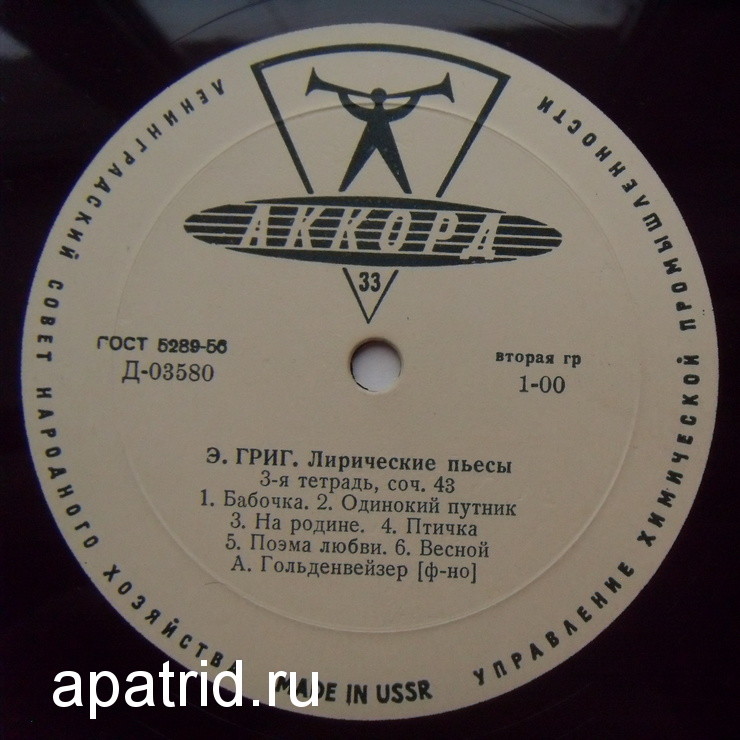 ЛЕНИНГРАДСКИЙ СОВЕТ НАРОДНОГО ХОЗЯЙСТВ
УПРАВЛЕНИЕ ХИМИЧЕСКОЙ ПРОМЫШЛЕННОСТИ
АККОРД
33
ГОСТ 5289-56
Д-03580
вторая гр
1-00
Э. ГРИГ. Лирические пьесы
3-я тетрадь, соч. 43
1. Бабочка. 2. Одинокий путник
3. На родине. 4. Птичка
5. Поэма любви. 6. Весной
А. Гольденвейзер [ф-но]
MADE IN USSR
apatrid.ru